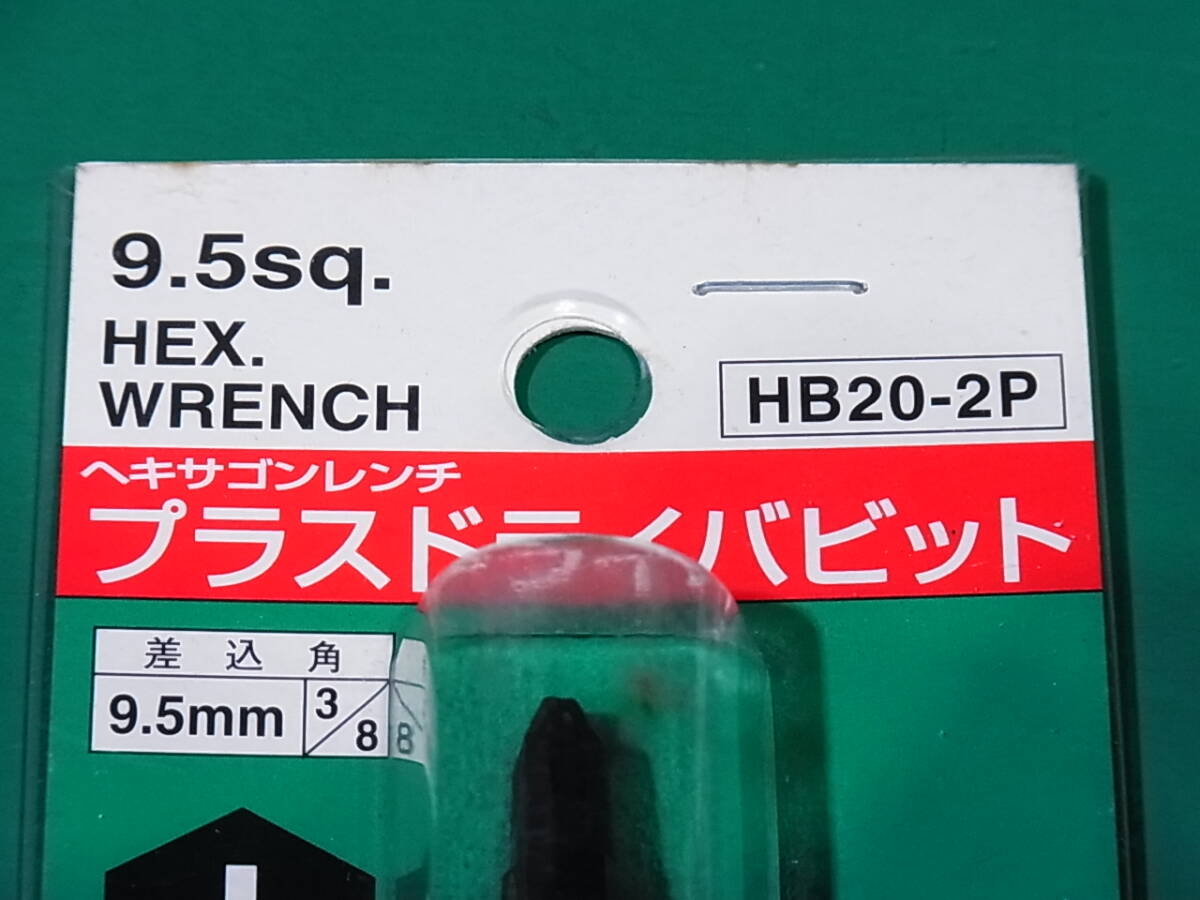 9.5sq.
HEX.
WRENCH
HB20-2P
ヘキサゴンレンチ
プラスドライバビット
差込角
9.5mm 3/8